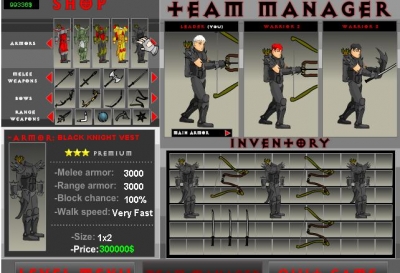 SHOP
TEAM MANAGER
LEADER (YOU)
WARRIOR 2
WARRIOR 3
ARMORS
MELEE
WEAPONS
BOWS
RANGE
WEAPONS
MAIN ARMOR
-ARMOR: BLACK KNIGHT VEST
PREMIUM
-Melee armor: 3000
-Range armor: 3000
-Block chance: 100%
-Walk speed: Very Fast
-Size: 1x2
-Price: 300000$
INVENTORY